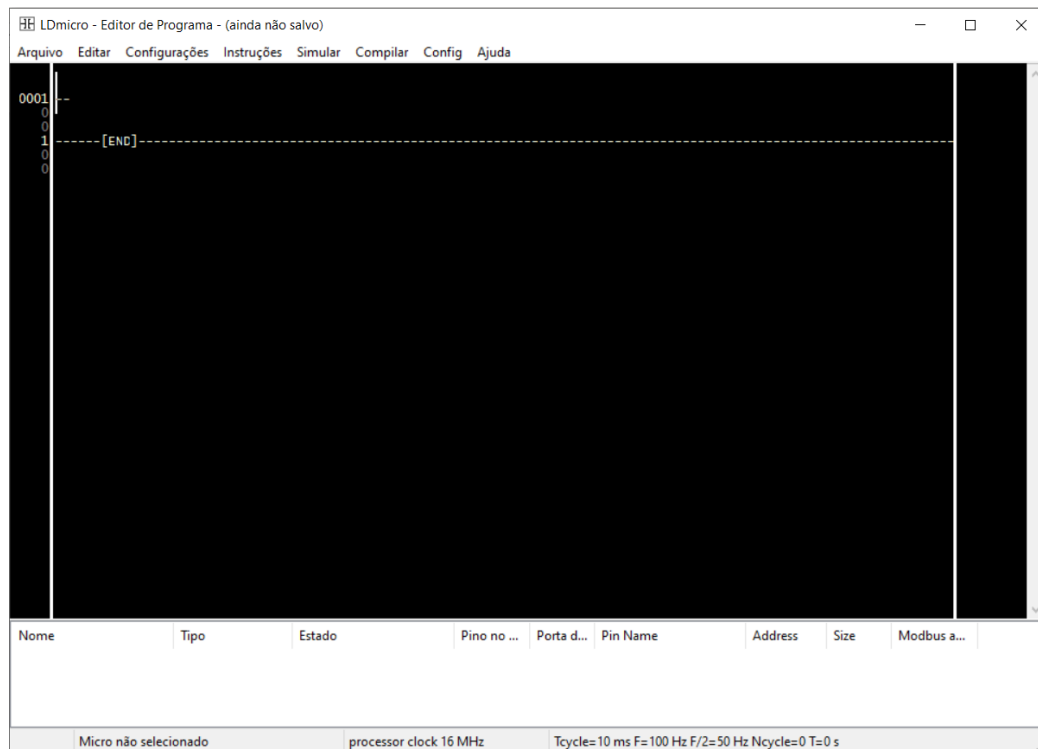 LDmicro - Editor de Programa - (ainda não salvo)
Arquivo Editar Configurações Instruções Simular Compilar Config Ajuda
0001
0
0
1 ------[END]------
0
0
Nome Tipo Estado Pino no ... Porta d... Pin Name Address Size Modbus a...
Micro não selecionado processor clock 16 MHz Tcycle=10 ms F=100 Hz F/2=50 Hz Ncycle=0 T=0 s